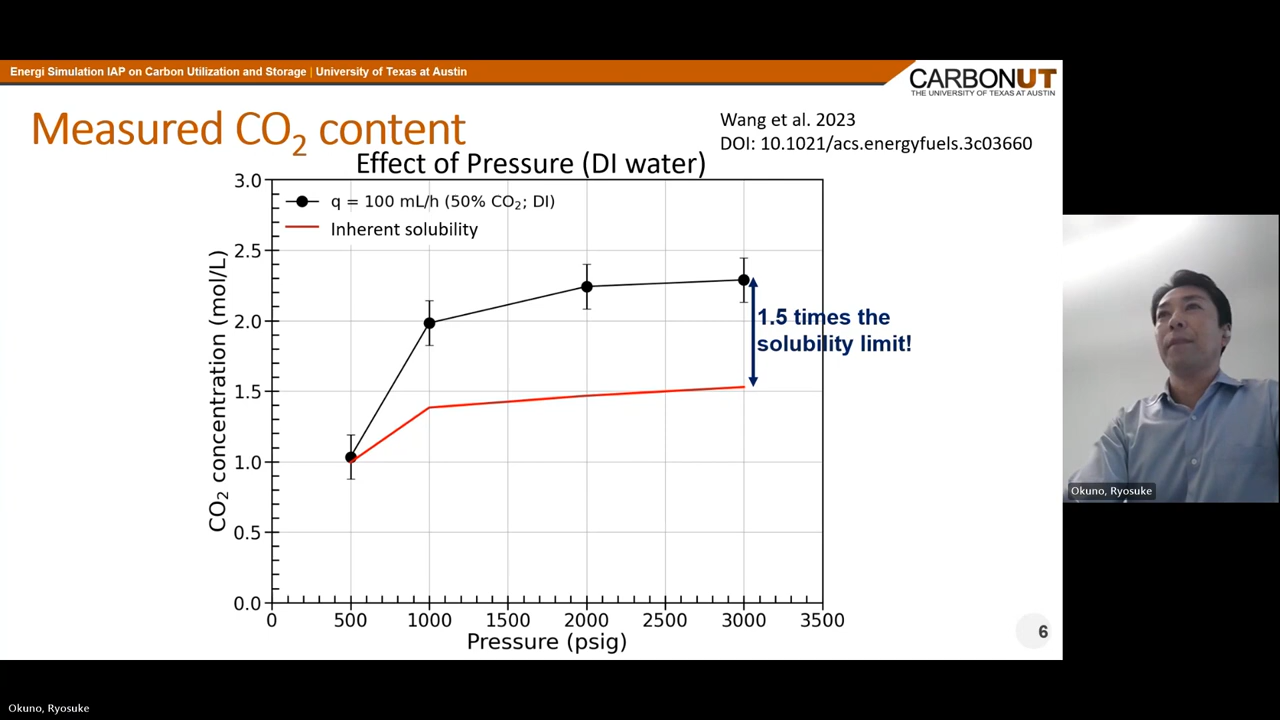 Energi Simulation IAP on Carbon Utilization and Storage | University of Texas at Austin
CARBONUT
THE UNIVERSITY OF TEXAS AT AUSTIN
Measured CO₂ content
Wang et al. 2023
DOI: 10.1021/acs.energyfuels.3c03660
Effect of Pressure (DI water)
q = 100 mL/h (50% CO₂; DI)
Inherent solubility
3.0
2.5
2.0
1.5
1.0
0.5
0.0
CO₂ concentration (mol/L)
1.5 times the
solubility limit!
0 500 1000 1500 2000 2500 3000 3500
Pressure (psig)
6
Okuno, Ryosuke
Okuno, Ryosuke